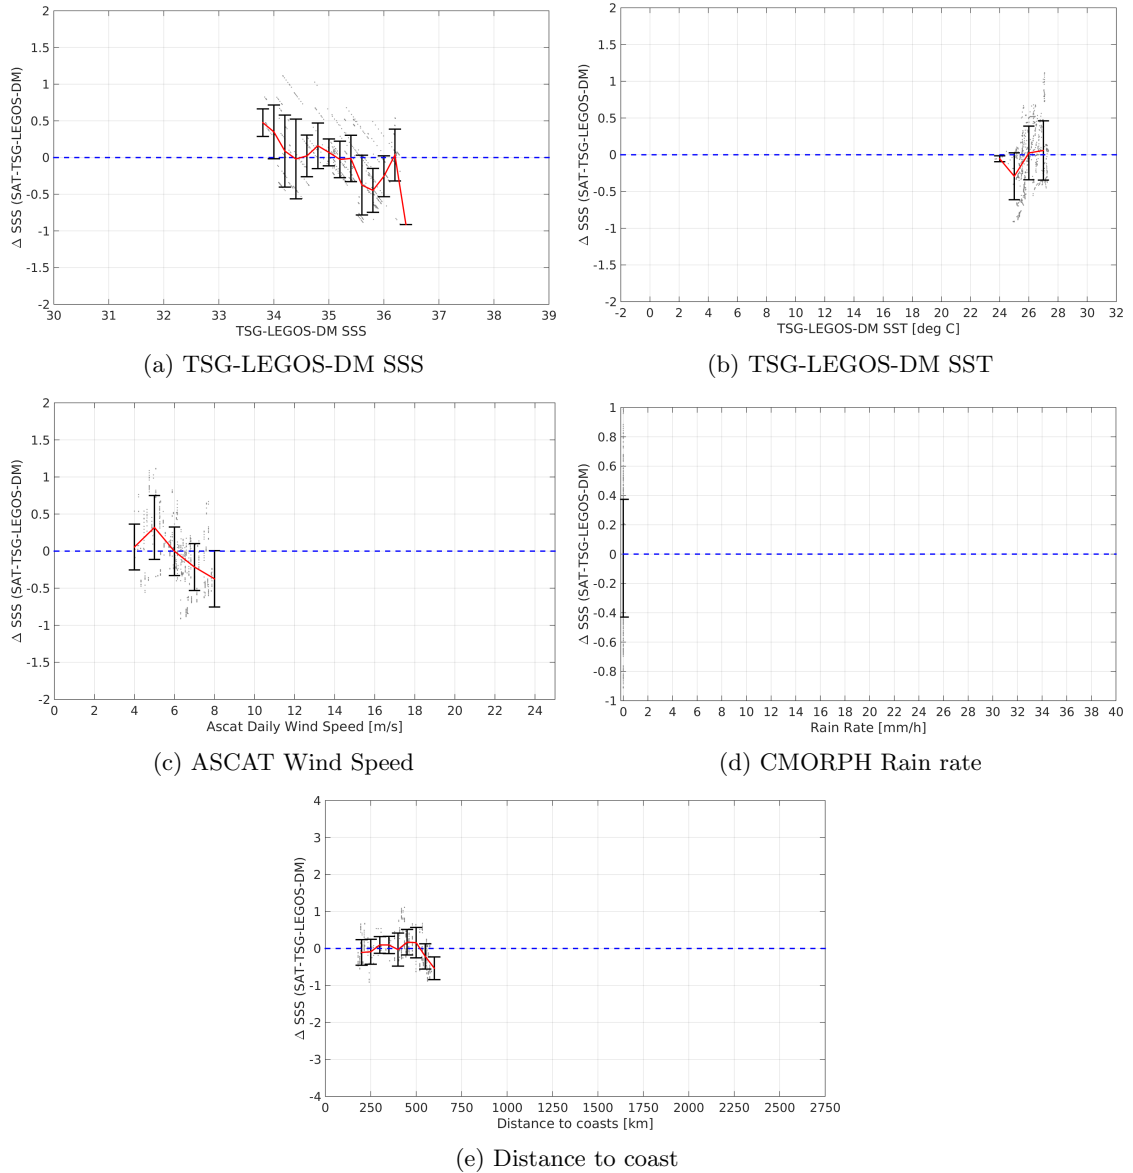 2
1.5
1
0.5
0
-0.5
-1
-1.5
-2
Δ SSS (SAT-TSG-LEGOS-DM)
30 31 32 33 34 35 36 37 38 39
TSG-LEGOS-DM SSS
(a) TSG-LEGOS-DM SSS
2
1.5
1
0.5
0
-0.5
-1
-1.5
-2
Δ SSS (SAT-TSG-LEGOS-DM)
-2 0 2 4 6 8 10 12 14 16 18 20 22 24 26 28 30 32
TSG-LEGOS-DM SST [deg C]
(b) TSG-LEGOS-DM SST
2
1.5
1
0.5
0
-0.5
-1
-1.5
-2
Δ SSS (SAT-TSG-LEGOS-DM)
0 2 4 6 8 10 12 14 16 18 20 22 24
Ascat Daily Wind Speed [m/s]
(c) ASCAT Wind Speed
1
0.8
0.6
0.4
0.2
0
-0.2
-0.4
-0.6
-0.8
-1
Δ SSS (SAT-TSG-LEGOS-DM)
0 2 4 6 8 10 12 14 16 18 20 22 24 26 28 30 32 34 36 38 40
Rain Rate [mm/h]
(d) CMORPH Rain rate
4
3
2
1
0
-1
-2
-3
-4
Δ SSS (SAT-TSG-LEGOS-DM)
0 250 500 750 1000 1250 1500 1750 2000 2250 2500 2750
Distance to coasts [km]
(e) Distance to coast